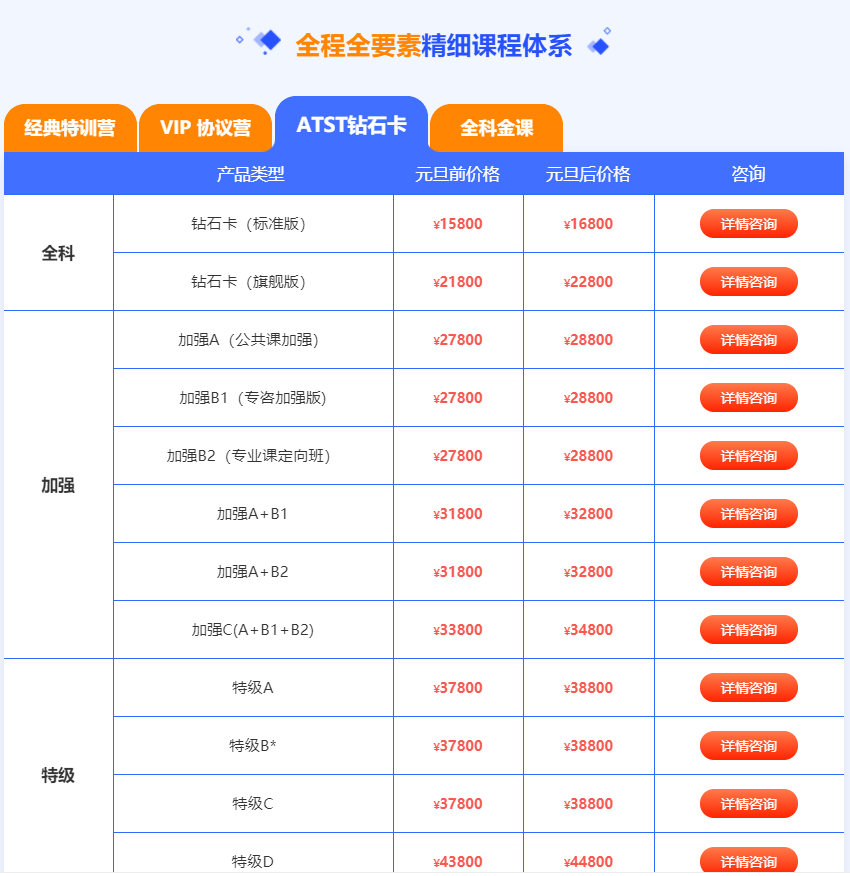 全程全要素精细课程体系
经典特训营 VIP 协议营 ATST钻石卡 全科金课
产品类型 元旦前价格 元旦后价格 咨询
全科
钻石卡（标准版） ¥15800 ¥16800 详情咨询
钻石卡（旗舰版） ¥21800 ¥22800 详情咨询
加强
加强A（公共课加强） ¥27800 ¥28800 详情咨询
加强B1（专咨加强版) ¥27800 ¥28800 详情咨询
加强B2（专业课定向班） ¥27800 ¥28800 详情咨询
加强A+B1 ¥31800 ¥32800 详情咨询
加强A+B2 ¥31800 ¥32800 详情咨询
加强C(A+B1+B2) ¥33800 ¥34800 详情咨询
特级
特级A ¥37800 ¥38800 详情咨询
特级B* ¥37800 ¥38800 详情咨询
特级C ¥37800 ¥38800 详情咨询
特级D ¥43800 ¥44800 详情咨询